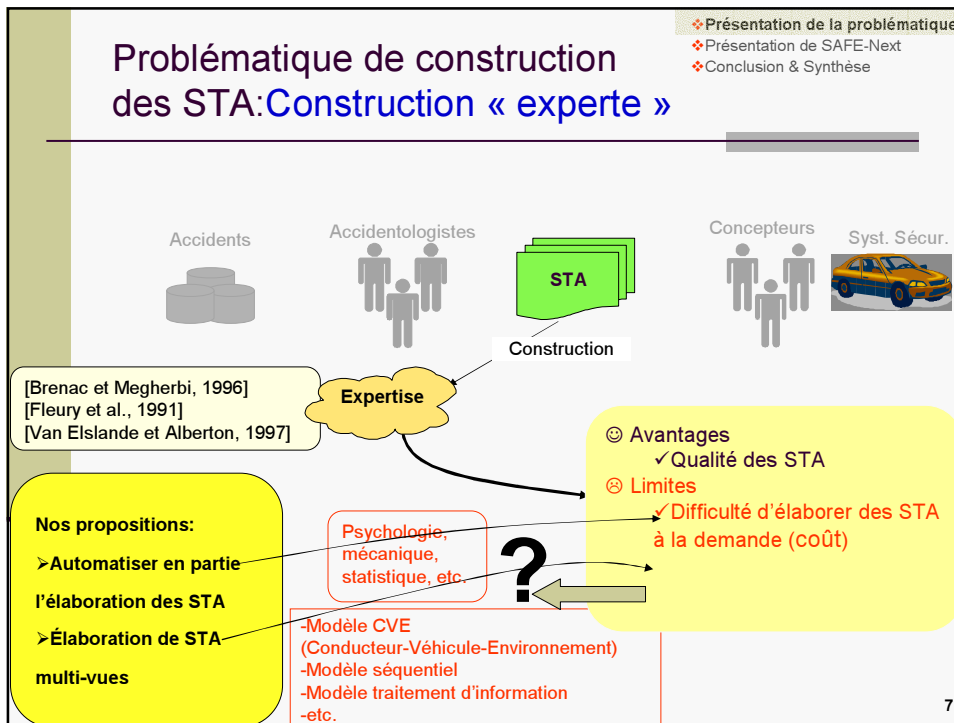 ❖Présentation de la problématique
❖Présentation de SAFE-Next
❖Conclusion & Synthèse
Problématique de construction
des STA:Construction « experte »
Accidents
Accidentologistes
STA
Concepteurs
Syst. Sécur.
Construction
[Brenac et Megherbi, 1996]
[Fleury et al., 1991]
[Van Elslande et Alberton, 1997]
Expertise
☺ Avantages
✓Qualité des STA
☹ Limites
✓Difficulté d'élaborer des STA
à la demande (coût)
Nos propositions:
➢Automatiser en partie
l'élaboration des STA
➢Élaboration de STA
multi-vues
Psychologie,
mécanique,
statistique, etc.
?
-Modèle CVE
(Conducteur-Véhicule-Environnement)
-Modèle séquentiel
-Modèle traitement d'information
-etc.
7